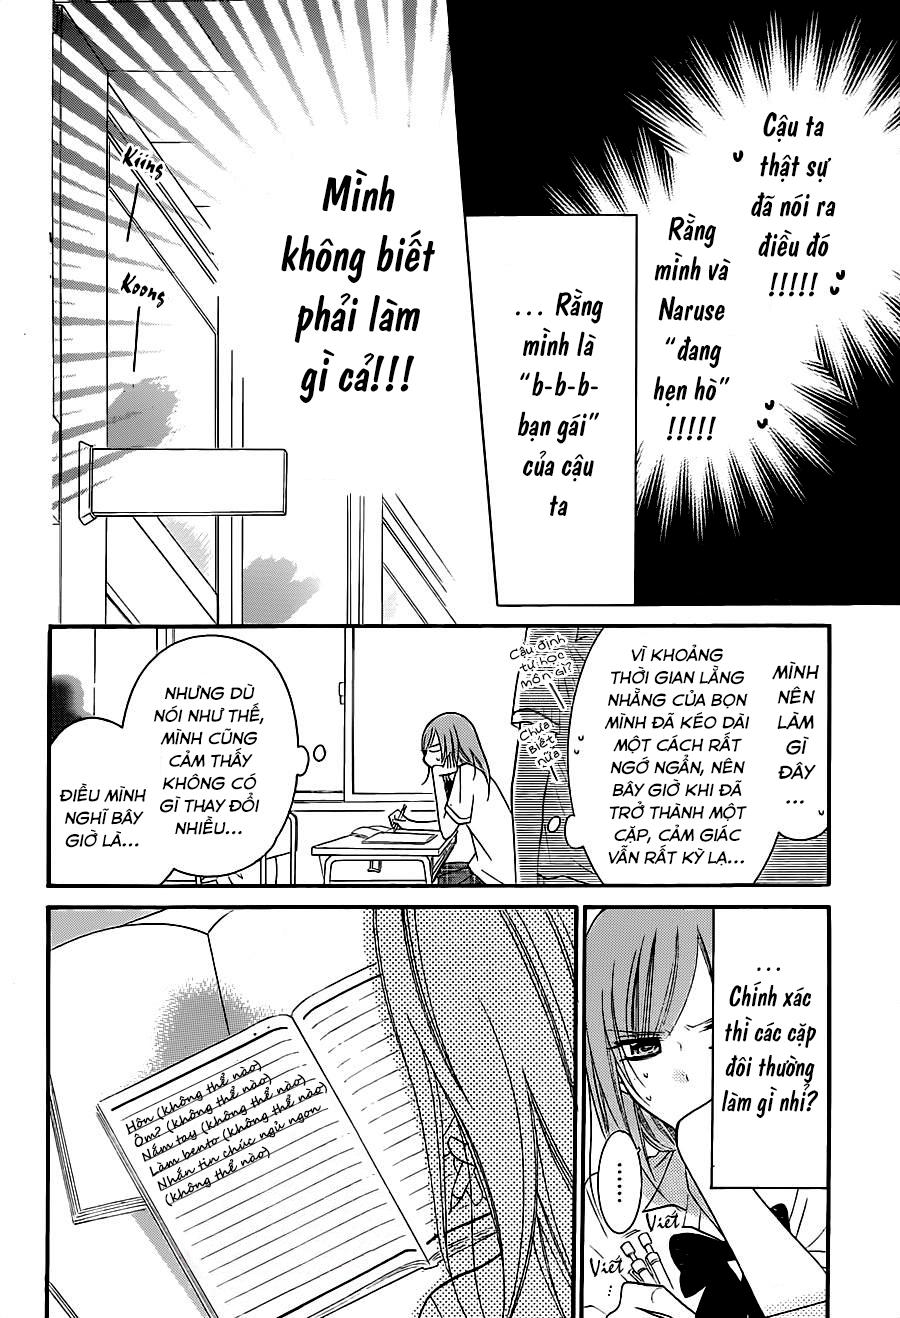 Cậu ta
thật sự
đã nói ra
điều đó
!!!!!
Rằng
mình và
Naruse
“đang
hẹn hò”
!!!!!
... Rằng
mình là
“b-b-b-
bạn gái”
của cậu
ta
Mình
không biết
phải làm
gì cả!!!
Kiing
Koong
MÌNH
NÊN
LÀM
GÌ
ĐÂY
...
VÌ KHOẢNG
THỜI GIAN LẰNG
NHẰNG CỦA BỌN
MÌNH ĐÃ KÉO DÀI
MỘT CÁCH RẤT
NGỚ NGẨN, NÊN
BÂY GIỜ KHI ĐÃ
TRỞ THÀNH MỘT
CẶP, CẢM GIÁC
VẪN RẤT KỲ LẠ...
Cậu định
tự học
môn gì?
Chưa
biết
nữa
NHƯNG DÙ
NÓI NHƯ THẾ,
MÌNH CŨNG
CẢM THẤY
KHÔNG CÓ
GÌ THAY ĐỔI
NHIỀU...
ĐIỀU MÌNH
NGHĨ BÂY
GIỜ LÀ...
...
Chính xác
thì các cặp
đôi thường
làm gì nhỉ?
......
Viết
Viết
...
Hôn (không thể nào)
Ôm? (không thể nào)
Nắm tay (không thể nào)
Làm bento (không thể nào)
Nhắn tin chúc ngủ ngon
(không thể nào)